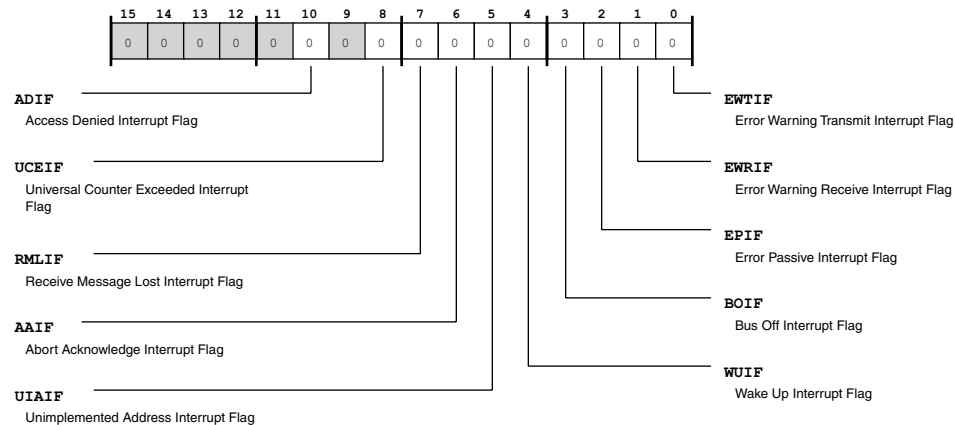 15 14 13 12 11 10 9 8 7 6 5 4 3 2 1 0
0 0 0 0 0 0 0 0 0 0 0 0 0 0 0 0
ADIF
Access Denied Interrupt Flag
UCEIF
Universal Counter Exceeded Interrupt
Flag
RMLIF
Receive Message Lost Interrupt Flag
AAIF
Abort Acknowledge Interrupt Flag
UIAIF
Unimplemented Address Interrupt Flag
EWTIF
Error Warning Transmit Interrupt Flag
EWRIF
Error Warning Receive Interrupt Flag
EPIF
Error Passive Interrupt Flag
BOIF
Bus Off Interrupt Flag
WUIF
Wake Up Interrupt Flag